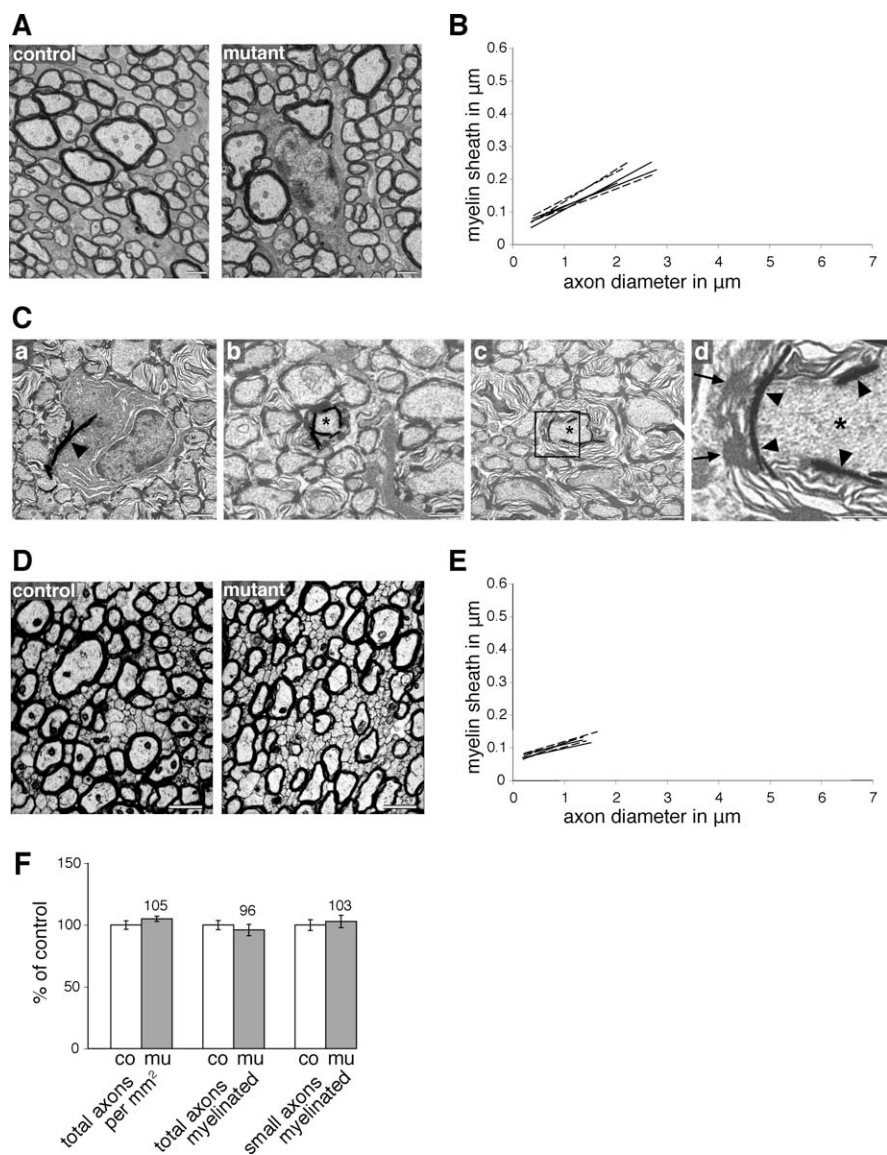 A
control
mutant
B
0.6
0.5
0.4
0.3
0.2
0.1
0
0 1 2 3 4 5 6 7
myelin sheath in μm
axon diameter in μm
C
a
b
*
c
*
d
*
D
control
mutant
E
0.6
0.5
0.4
0.3
0.2
0.1
0
0 1 2 3 4 5 6 7
myelin sheath in μm
axon diameter in μm
F
150
100
50
0
% of control
105
96
103
co mu co mu co mu
total axons
per mm²
total axons
myelinated
small axons
myelinated